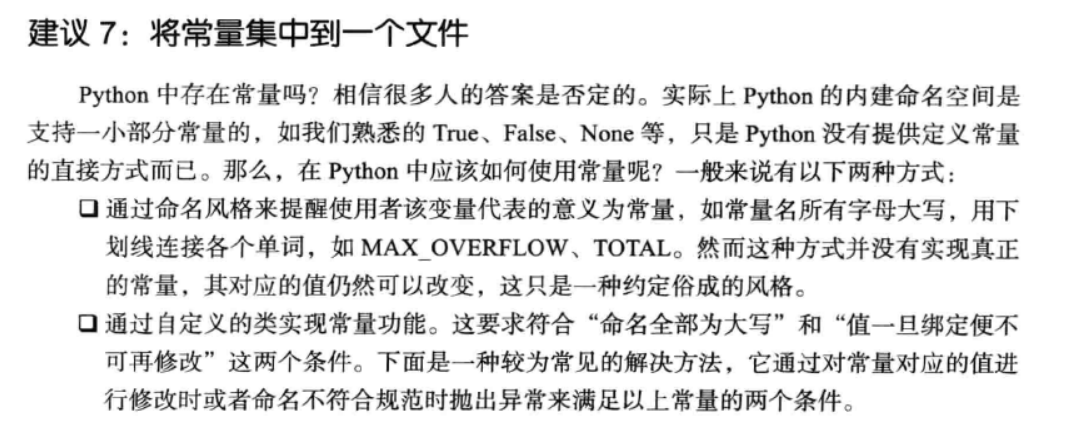 建议 7：将常量集中到一个文件
Python 中存在常量吗？相信很多人的答案是否定的。实际上 Python 的内建命名空间是
支持一小部分常量的，如我们熟悉的 True、False、None 等，只是 Python 没有提供定义常量
的直接方式而已。那么，在 Python 中应该如何使用常量呢？一般来说有以下两种方式：
❑ 通过命名风格来提醒使用者该变量代表的意义为常量，如常量名所有字母大写，用下
划线连接各个单词，如 MAX_OVERFLOW、TOTAL。然而这种方式并没有实现真正
的常量，其对应的值仍然可以改变，这只是一种约定俗成的风格。
❑ 通过自定义的类实现常量功能。这要求符合“命名全部为大写”和“值一旦绑定便不
可再修改”这两个条件。下面是一种较为常见的解决方法，它通过对常量对应的值进
行修改时或者命名不符合规范时抛出异常来满足以上常量的两个条件。